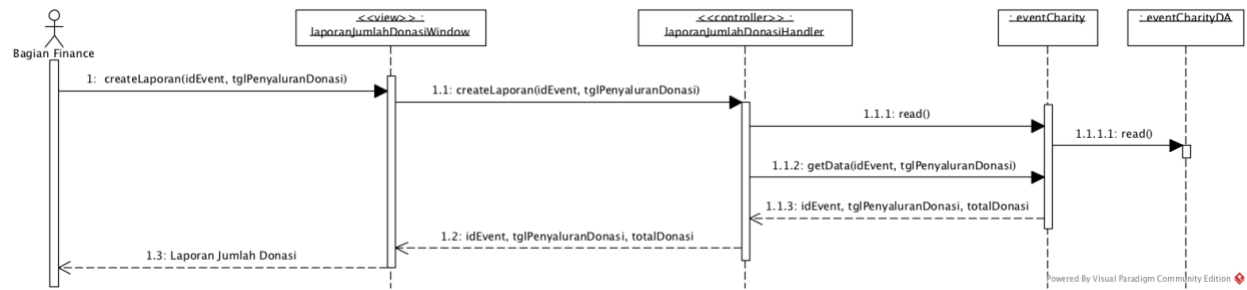 <<view>> :
laporanJumlahDonasiWindow
<<controller>> :
laporanJumlahDonasiHandler
: eventCharity
: eventCharityDA
Bagian Finance
1: createLaporan(idEvent, tglPenyaluranDonasi)
1.1: createLaporan(idEvent, tglPenyaluranDonasi)
1.1.1: read()
1.1.1.1: read()
1.1.2: getData(idEvent, tglPenyaluranDonasi)
1.1.3: idEvent, tglPenyaluranDonasi, totalDonasi
1.2: idEvent, tglPenyaluranDonasi, totalDonasi
1.3: Laporan Jumlah Donasi
Powered By Visual Paradigm Community Edition